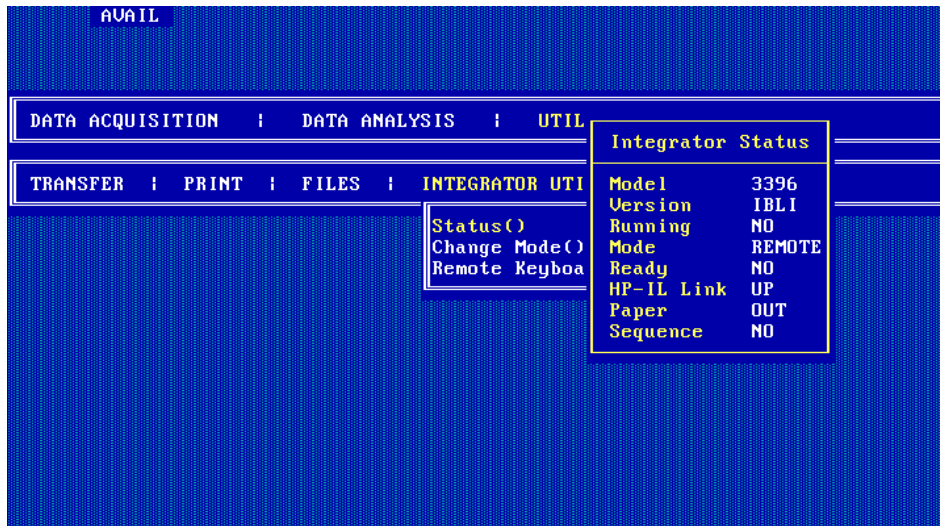 AVAIL
DATA ACQUISITION ¦ DATA ANALYSIS ¦ UTIL
Integrator Status
TRANSFER ¦ PRINT ¦ FILES ¦ INTEGRATOR UTI
Model 3396
Version IBLI
Status() Running NO
Change Mode() Mode REMOTE
Remote Keyboa Ready NO
HP-IL Link UP
Paper OUT
Sequence NO